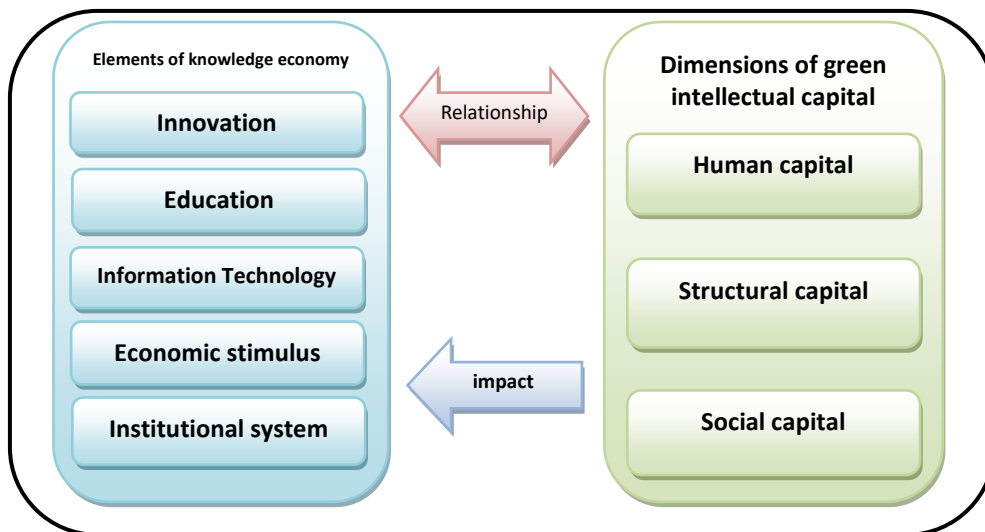 Elements of knowledge economy
Innovation
Education
Information Technology
Economic stimulus
Institutional system
Relationship
impact
Dimensions of green
intellectual capital
Human capital
Structural capital
Social capital